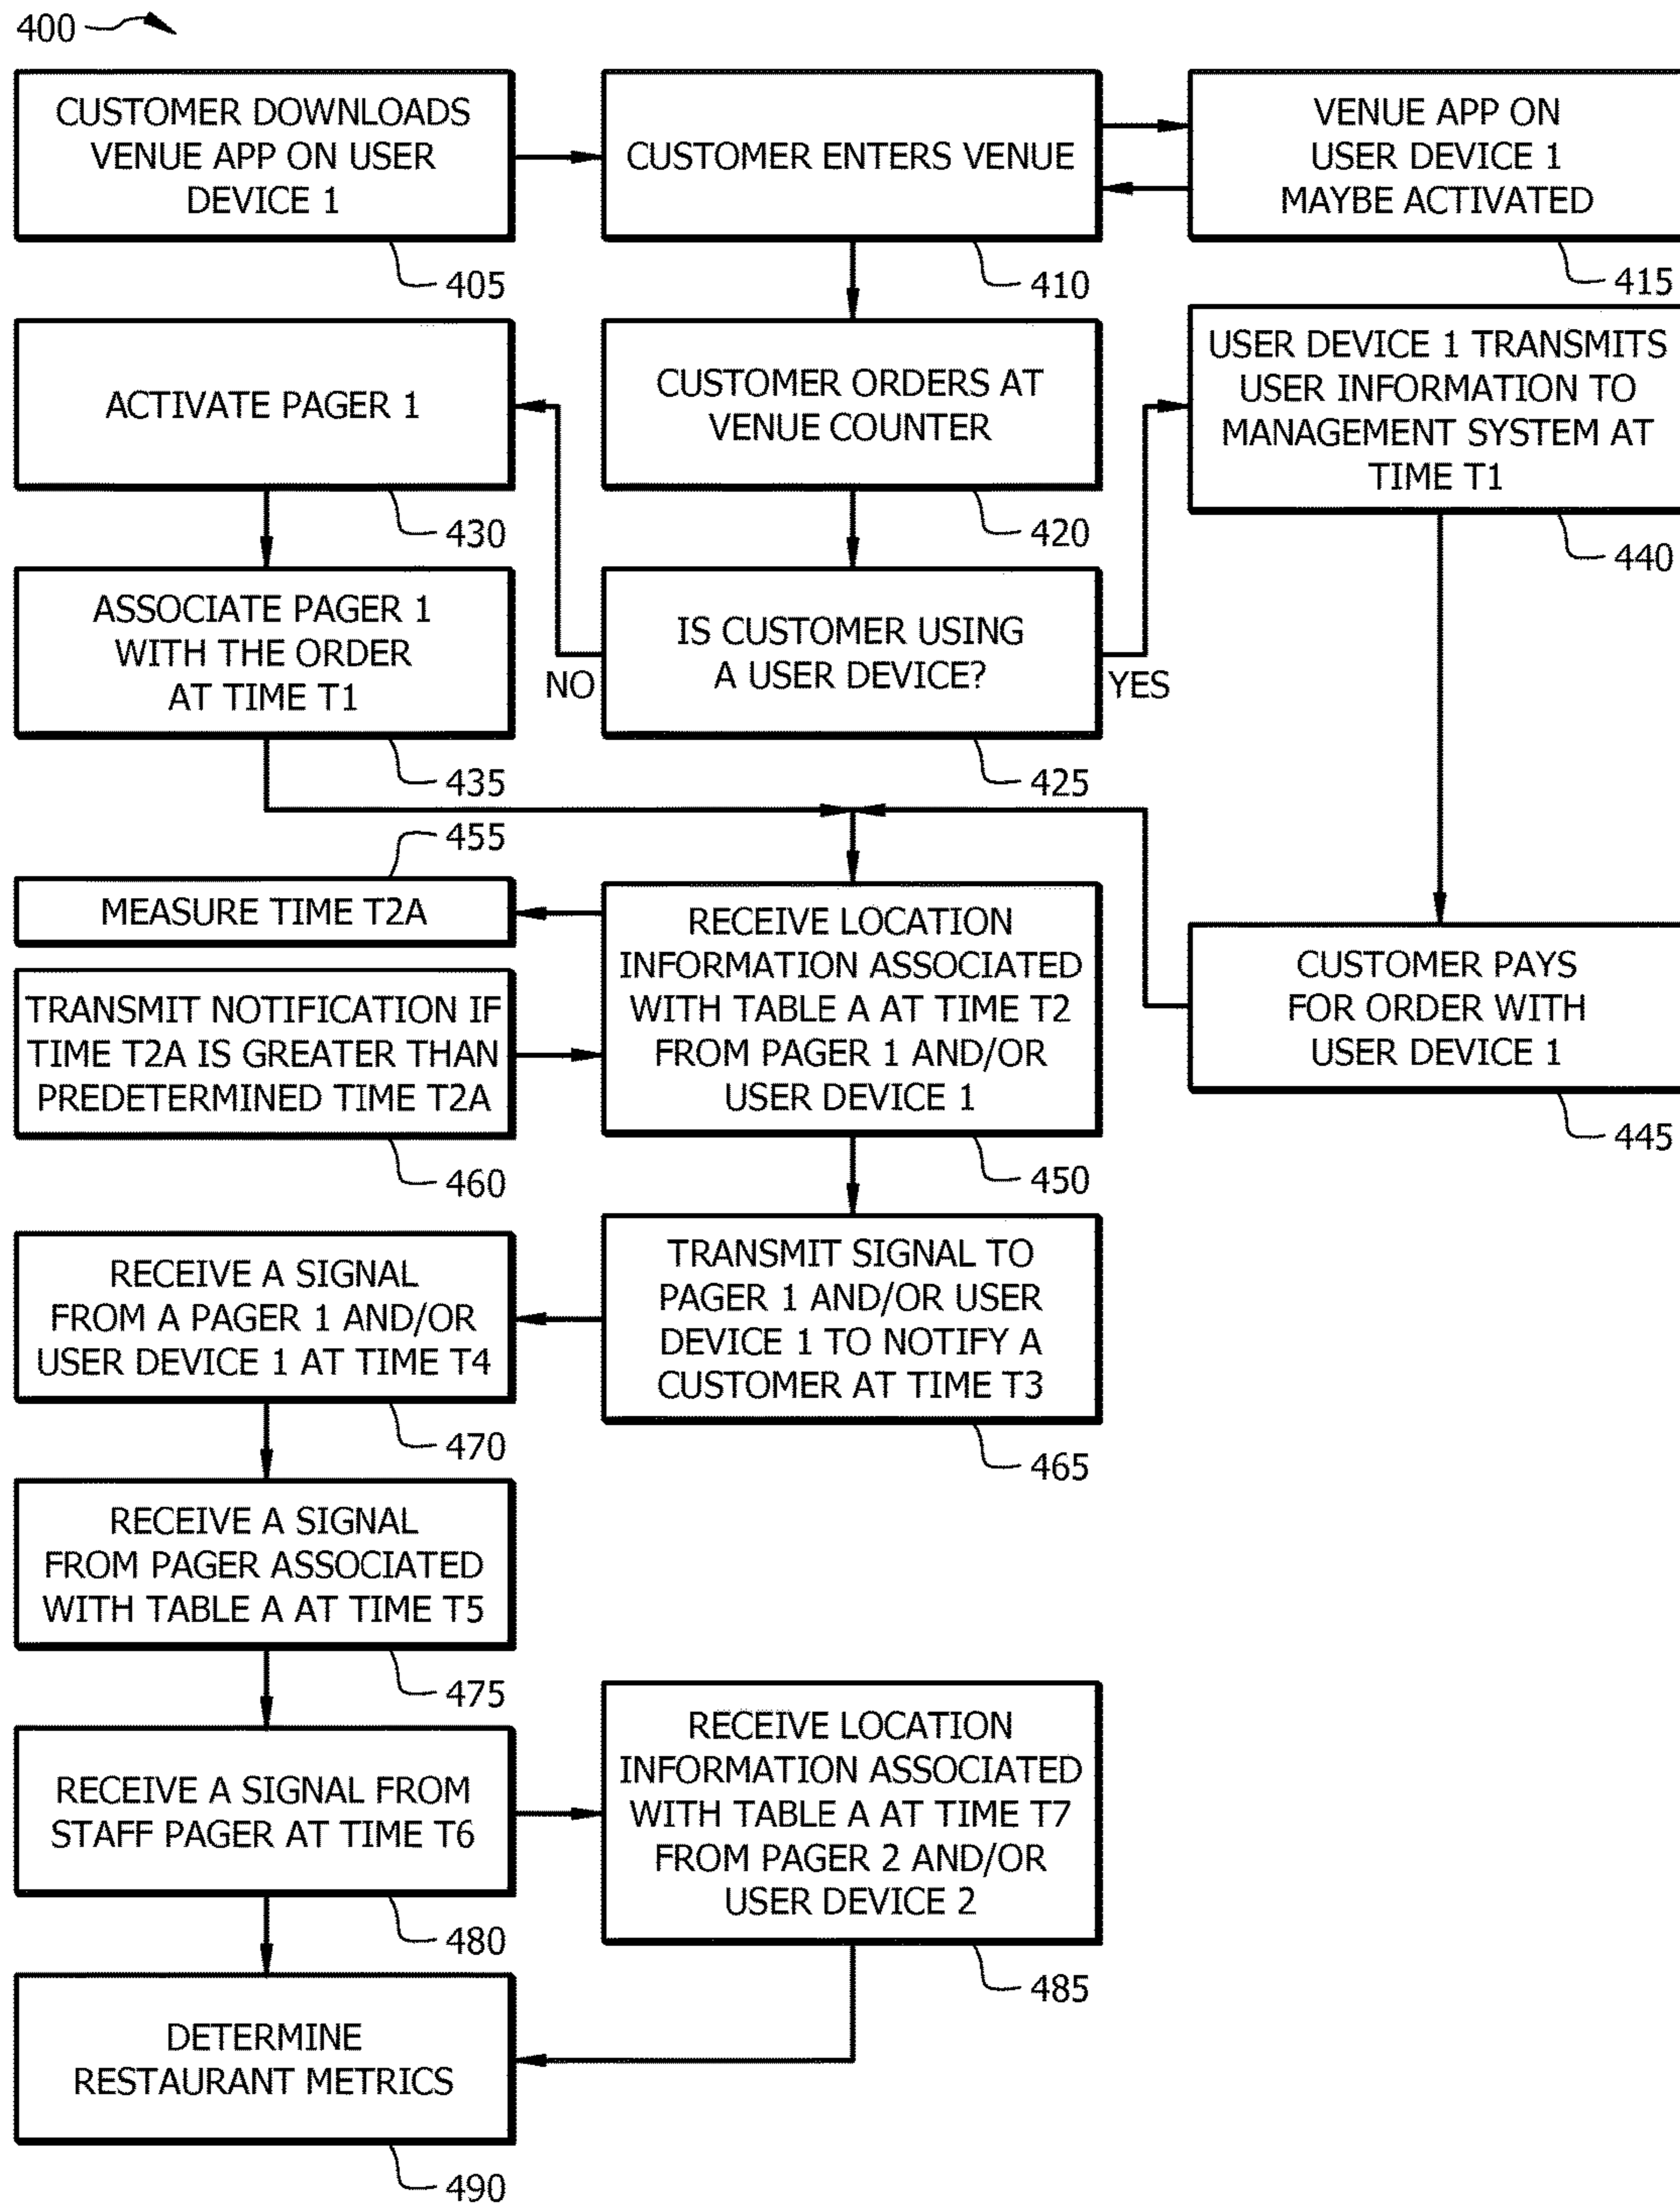 400
CUSTOMER DOWNLOADS
VENUE APP ON USER
DEVICE 1
405
CUSTOMER ENTERS VENUE
410
VENUE APP ON
USER DEVICE 1
MAYBE ACTIVATED
415
ACTIVATE PAGER 1
430
CUSTOMER ORDERS AT
VENUE COUNTER
420
USER DEVICE 1 TRANSMITS
USER INFORMATION TO
MANAGEMENT SYSTEM AT
TIME T1
440
ASSOCIATE PAGER 1
WITH THE ORDER
AT TIME T1
435
IS CUSTOMER USING
A USER DEVICE?
NO
YES
425
455
MEASURE TIME T2A
TRANSMIT NOTIFICATION IF
TIME T2A IS GREATER THAN
PREDETERMINED TIME T2A
460
RECEIVE LOCATION
INFORMATION ASSOCIATED
WITH TABLE A AT TIME T2
FROM PAGER 1 AND/OR
USER DEVICE 1
450
CUSTOMER PAYS
FOR ORDER WITH
USER DEVICE 1
445
RECEIVE A SIGNAL
FROM A PAGER 1 AND/OR
USER DEVICE 1 AT TIME T4
470
TRANSMIT SIGNAL TO
PAGER 1 AND/OR USER
DEVICE 1 TO NOTIFY A
CUSTOMER AT TIME T3
465
RECEIVE A SIGNAL
FROM PAGER ASSOCIATED
WITH TABLE A AT TIME T5
475
RECEIVE A SIGNAL FROM
STAFF PAGER AT TIME T6
480
RECEIVE LOCATION
INFORMATION ASSOCIATED
WITH TABLE A AT TIME T7
FROM PAGER 2 AND/OR
USER DEVICE 2
485
DETERMINE
RESTAURANT METRICS
490